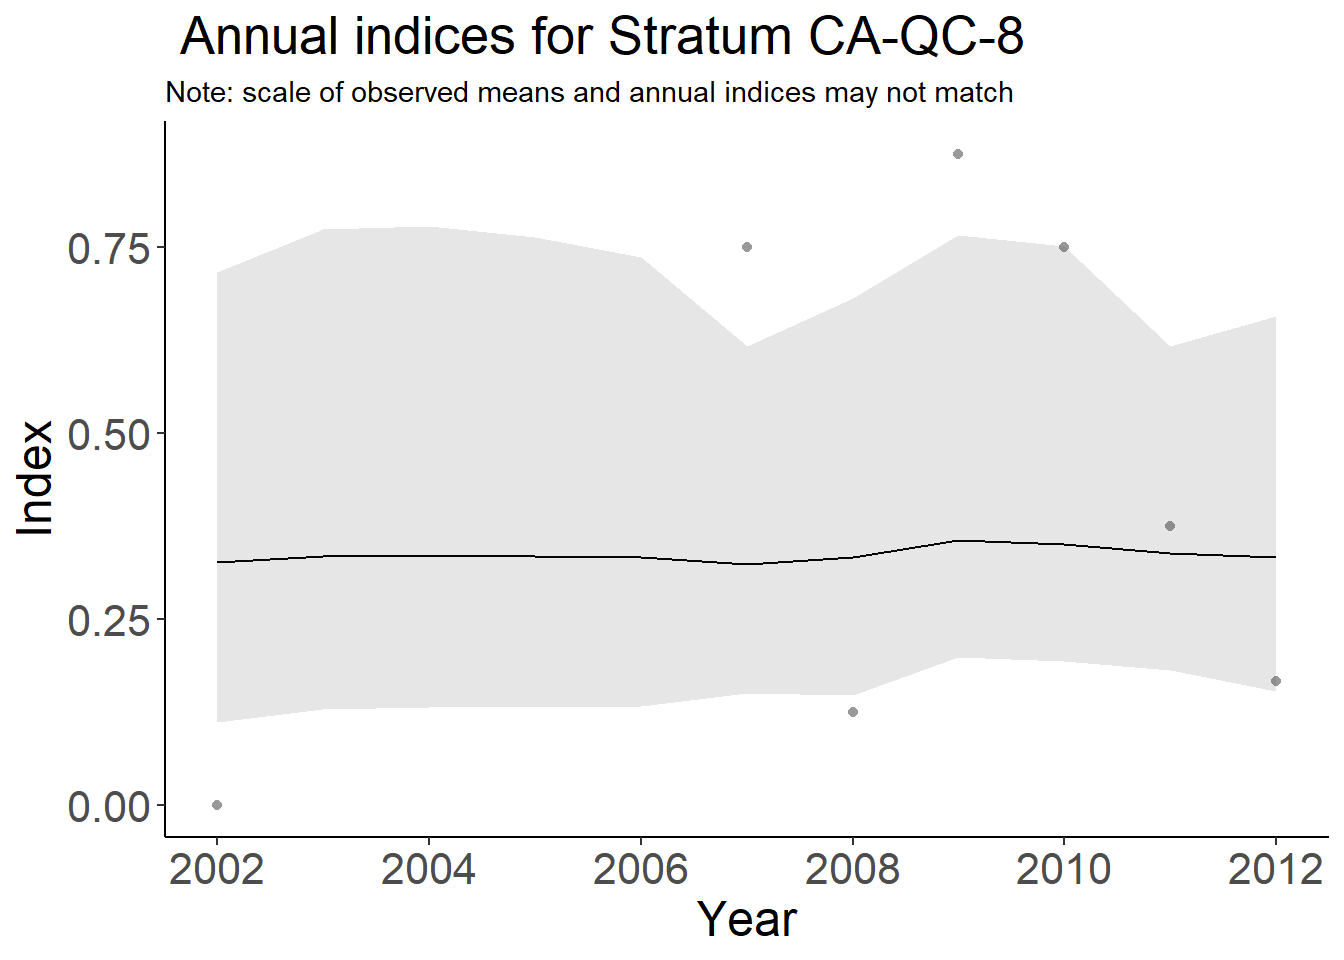 Annual indices for Stratum CA-QC-8
Note: scale of observed means and annual indices may not match
0.75
0.50
0.25
0.00
Index
2002 2004 2006 2008 2010 2012
Year